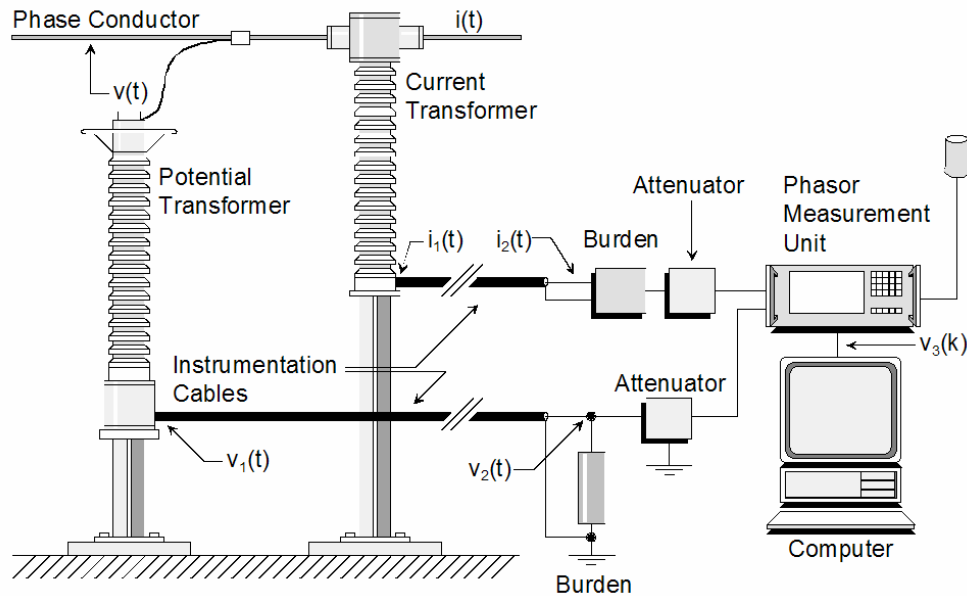 Phase Conductor
i(t)
v(t)
Current
Transformer
Potential
Transformer
Attenuator
Phasor
Measurement
Unit
i₁(t)
i₂(t)
Burden
v₃(k)
Instrumentation
Cables
Attenuator
v₁(t)
v₂(t)
Computer
Burden